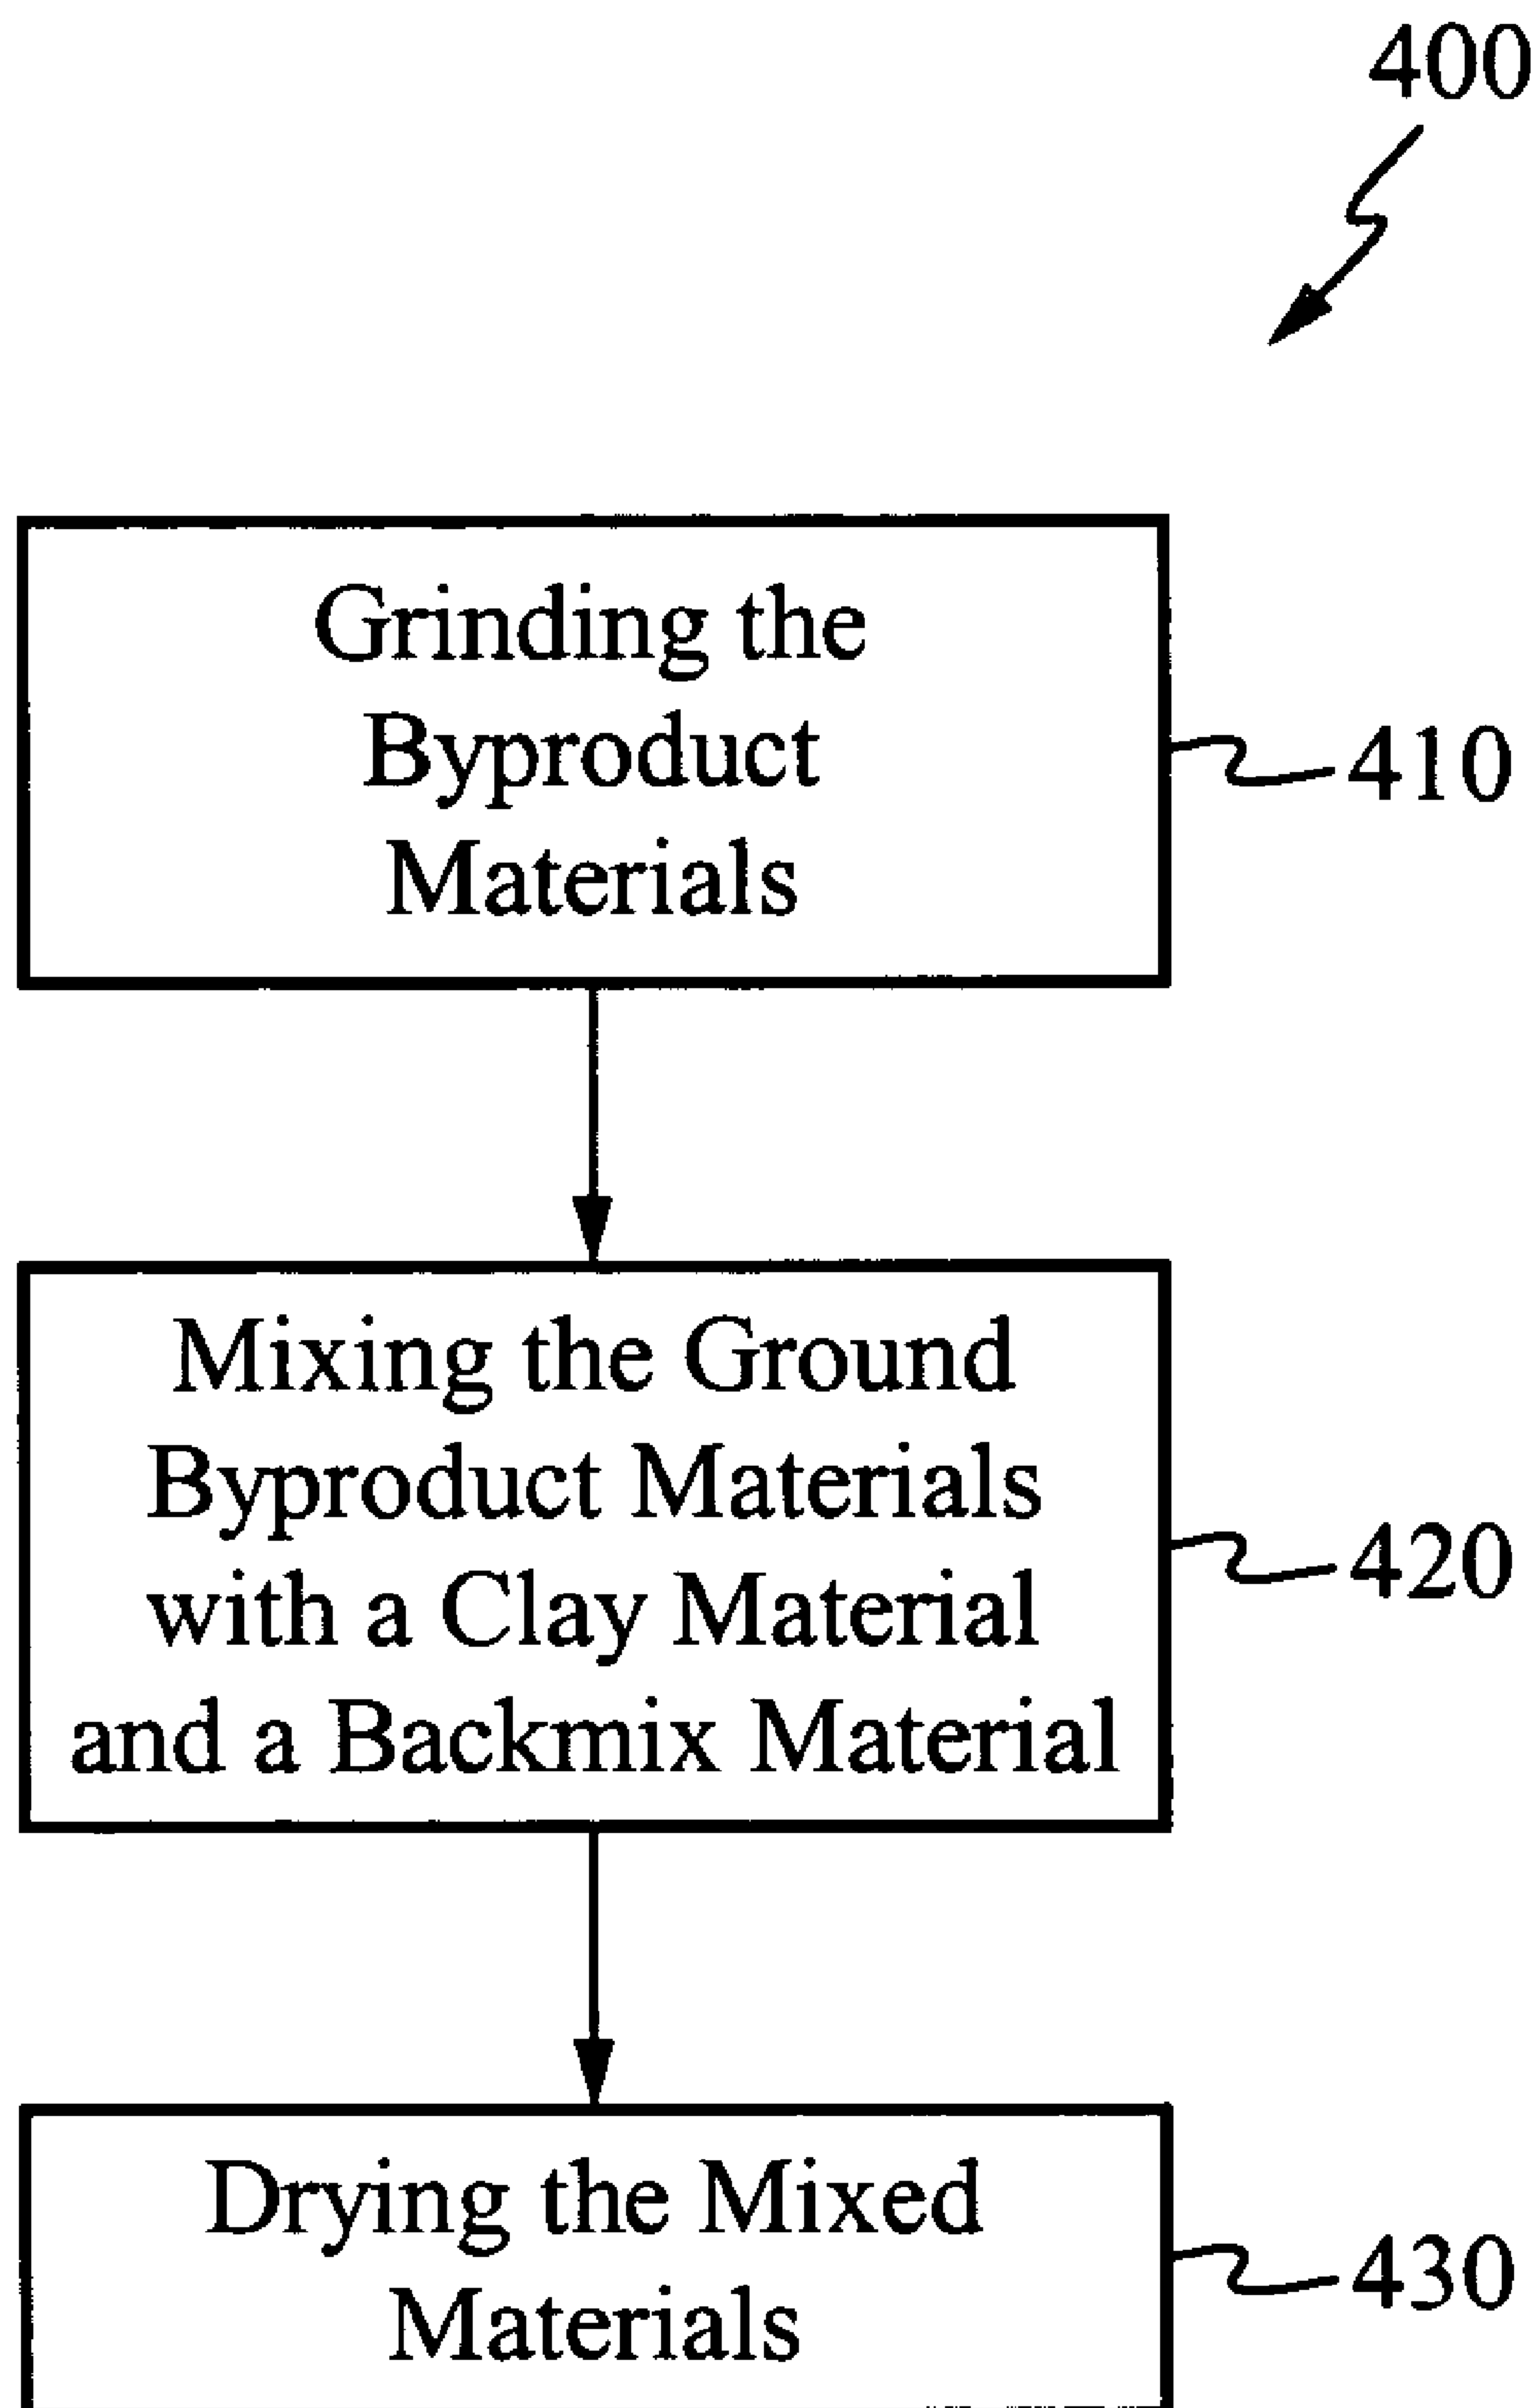 400
Grinding the
Byproduct
Materials
410
Mixing the Ground
Byproduct Materials
with a Clay Material
and a Backmix Material
420
Drying the Mixed
Materials
430